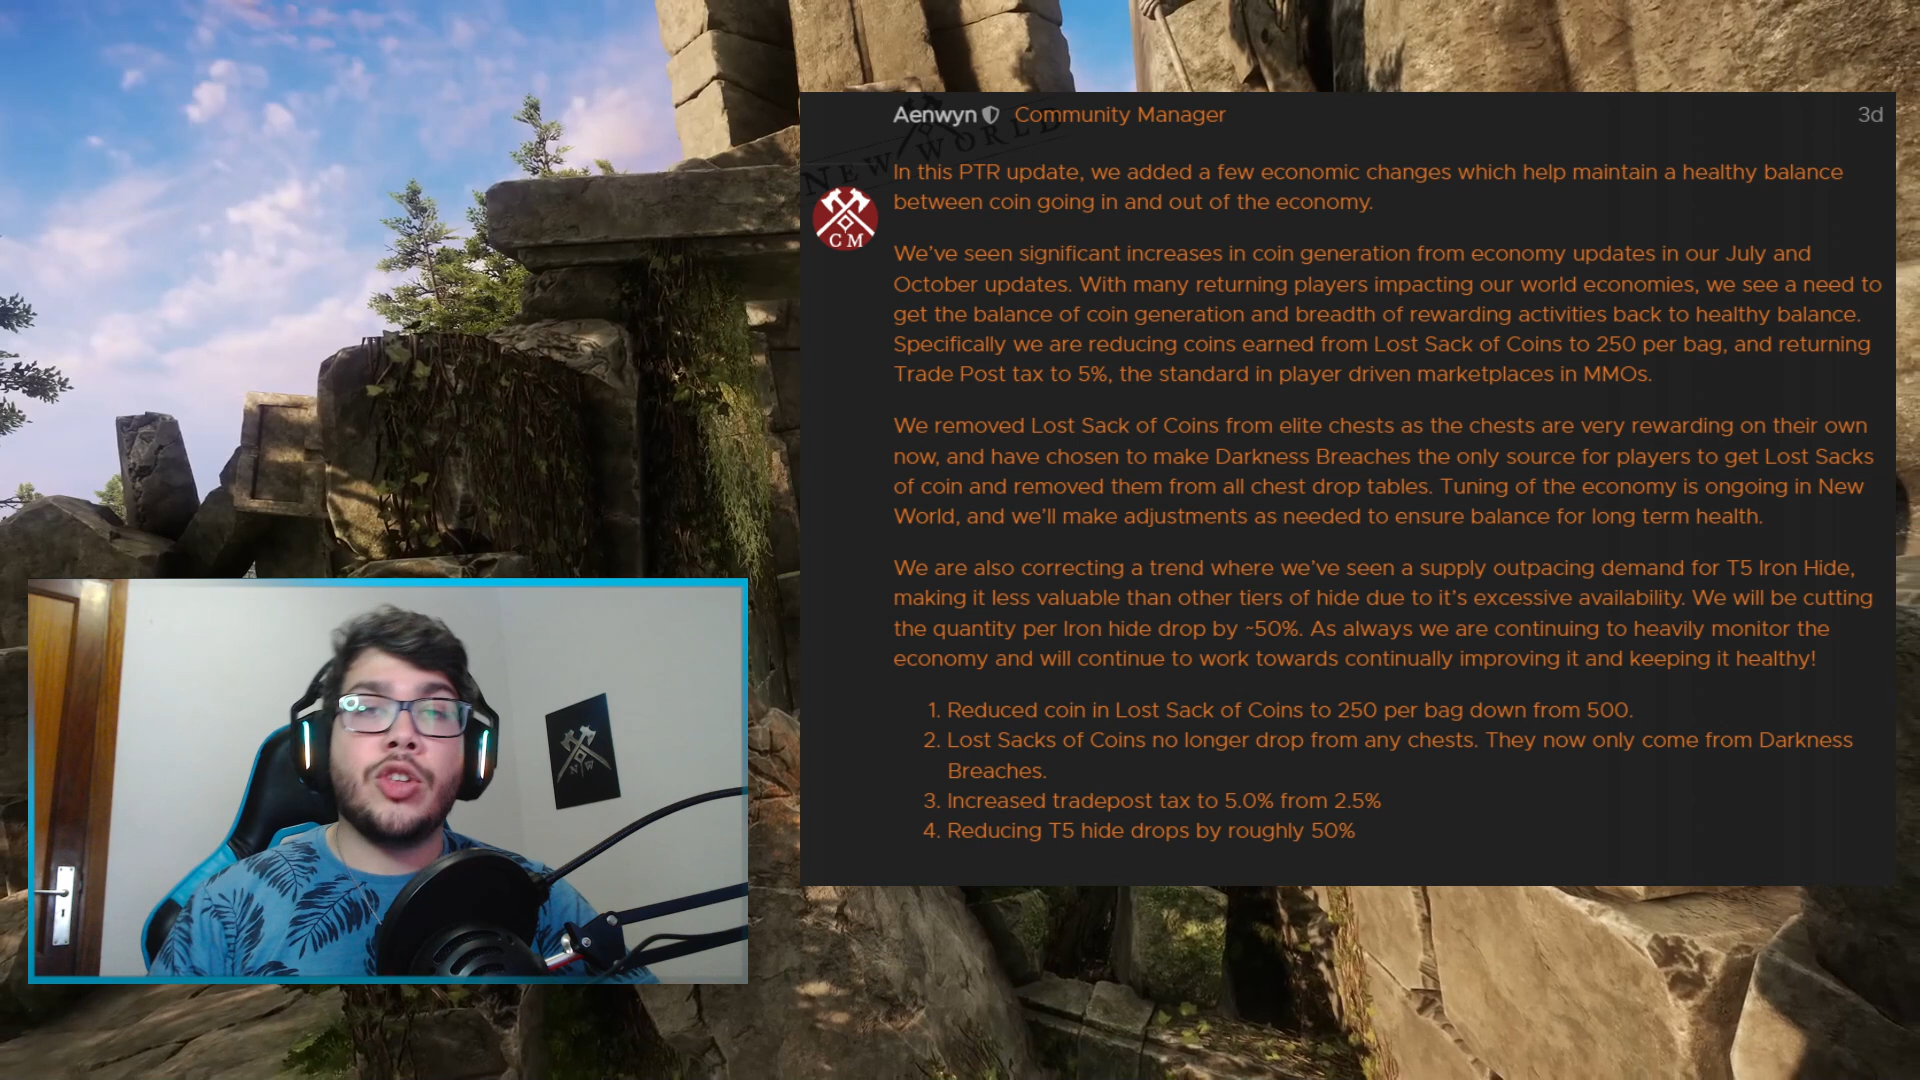 Aenwyn Community Manager 3d
NEW WORLD
In this PTR update, we added a few economic changes which help maintain a healthy balance
between coin going in and out of the economy.
CM
We've seen significant increases in coin generation from economy updates in our July and
October updates. With many returning players impacting our world economies, we see a need to
get the balance of coin generation and breadth of rewarding activities back to healthy balance.
Specifically we are reducing coins earned from Lost Sack of Coins to 250 per bag, and returning
Trade Post tax to 5%, the standard in player driven marketplaces in MMOs.
We removed Lost Sack of Coins from elite chests as the chests are very rewarding on their own
now, and have chosen to make Darkness Breaches the only source for players to get Lost Sacks
of coin and removed them from all chest drop tables. Tuning of the economy is ongoing in New
World, and we'll make adjustments as needed to ensure balance for long term health.
We are also correcting a trend where we've seen a supply outpacing demand for T5 Iron Hide,
making it less valuable than other tiers of hide due to it's excessive availability. We will be cutting
the quantity per Iron hide drop by ~50%. As always we are continuing to heavily monitor the
economy and will continue to work towards continually improving it and keeping it healthy!
1. Reduced coin in Lost Sack of Coins to 250 per bag down from 500.
2. Lost Sacks of Coins no longer drop from any chests. They now only come from Darkness
Breaches.
3. Increased tradepost tax to 5.0% from 2.5%
4. Reducing T5 hide drops by roughly 50%
N W